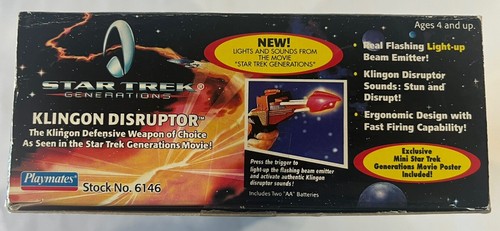 Ages 4 and up.
NEW!
LIGHTS AND SOUNDS FROM
THE MOVIE
"STAR TREK GENERATIONS"
STAR TREK®
GENERATIONS
KLINGON DISRUPTOR™
The Klingon Defensive Weapon of Choice
As Seen in the Star Trek Generations Movie!
Playmates®
Stock No. 6146
Press the trigger to
light-up the flashing beam emitter
and activate authentic Klingon
disruptor sounds!
Includes Two "AA" Batteries
• Real Flashing Light-up
Beam Emitter!
• Klingon Disruptor
Sounds: Stun and
Disrupt!
• Ergonomic Design with
Fast Firing Capability!
Exclusive
Mini Star Trek
Generations Movie Poster
Included!